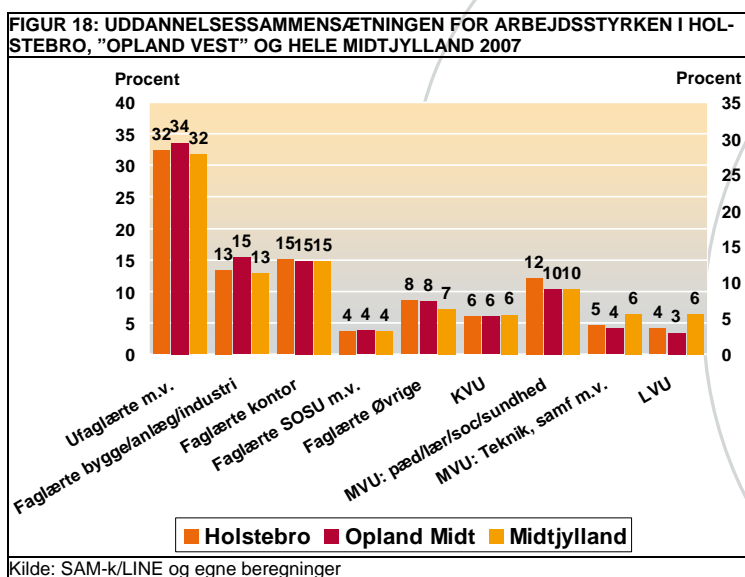 FIGUR 18: UDDANNELSESSAMMENSÆTNINGEN FOR ARBEJDSSTYRKEN I HOL-
STEBRO, ”OPLAND VEST” OG HELE MIDTJYLLAND 2007
Procent Procent
40 35
35 30
30 25
25 20
20 15
15 10
10 5
5 0
0
32 34 32
13 15 13
15 15 15
4 4 4
8 8 7
6 6 6
12 10 10
5 4 6
4 3 6
Ufaglærte m.v.
Faglærte bygge/anlæg/industri
Faglærte kontor
Faglærte SOSU m.v.
Faglærte Øvrige
KVU
MVU: pæd/lær/soc/sundhed
MVU: Teknik, samf m.v.
LVU
Holstebro Opland Midt Midtjylland
Kilde: SAM-k/LINE og egne beregninger